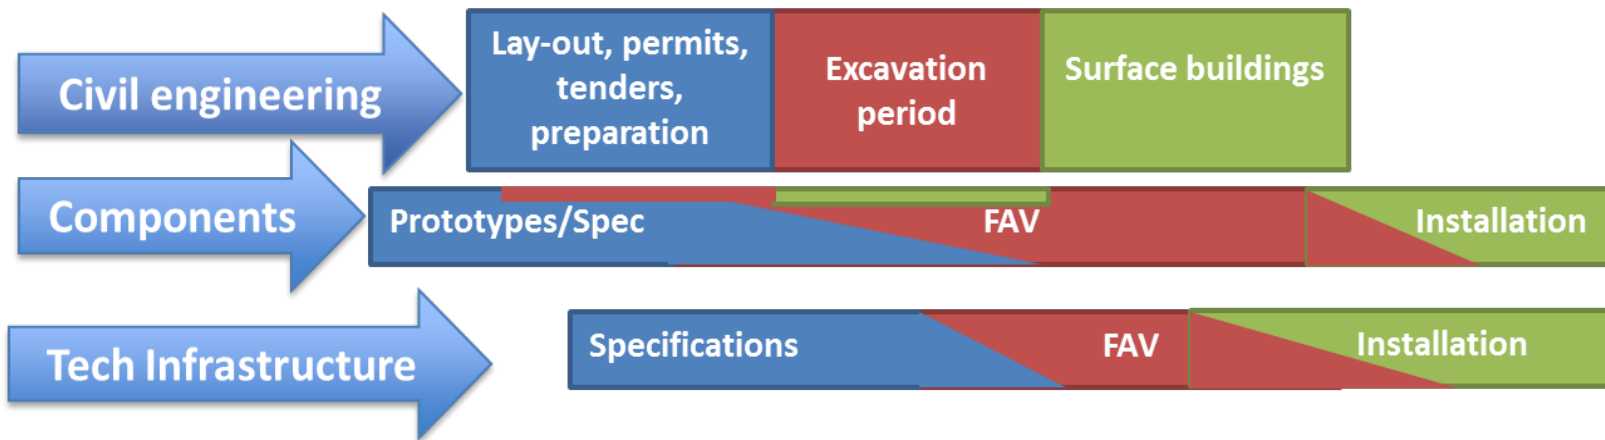 Civil engineering
Lay-out, permits,
tenders,
preparation
Excavation
period
Surface buildings
Components
Prototypes/Spec
FAV
Installation
Tech Infrastructure
Specifications
FAV
Installation